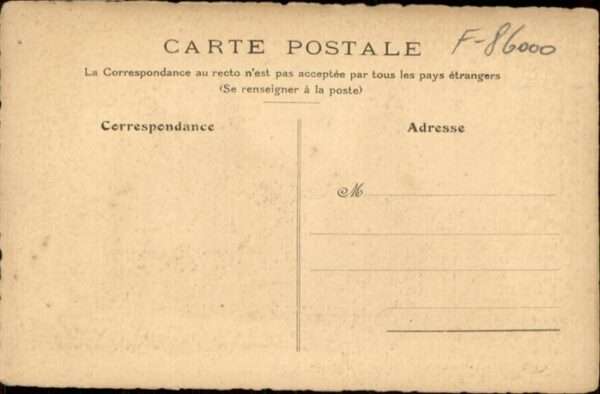 CARTE POSTALE F-86000
La Correspondance au recto n'est pas acceptée par tous les pays étrangers
(Se renseigner à la poste)
Correspondance Adresse
M